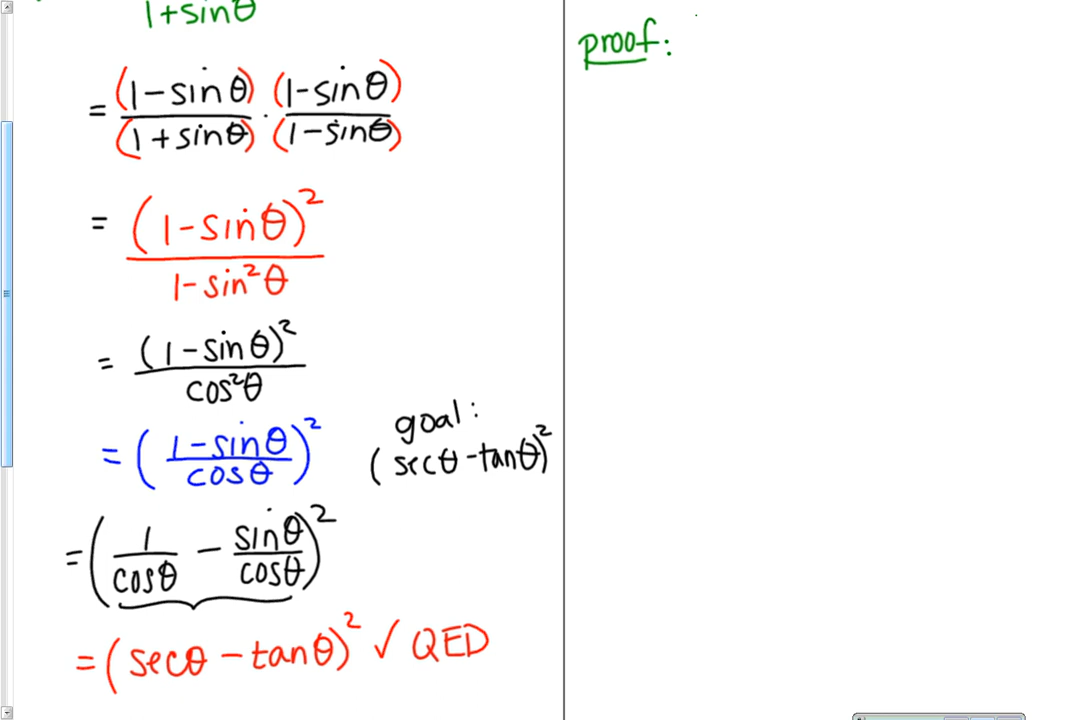 1+sinθ
= (1-sinθ)/(1+sinθ) · (1-sinθ)/(1-sinθ)
= (1-sinθ)²/1-sin²θ
= (1-sinθ)²/cos²θ
= (1-sinθ/cosθ)²
goal:
(secθ-tanθ)²
= (1/cosθ - sinθ/cosθ)²
= (secθ-tanθ)² ✓ QED
proof: